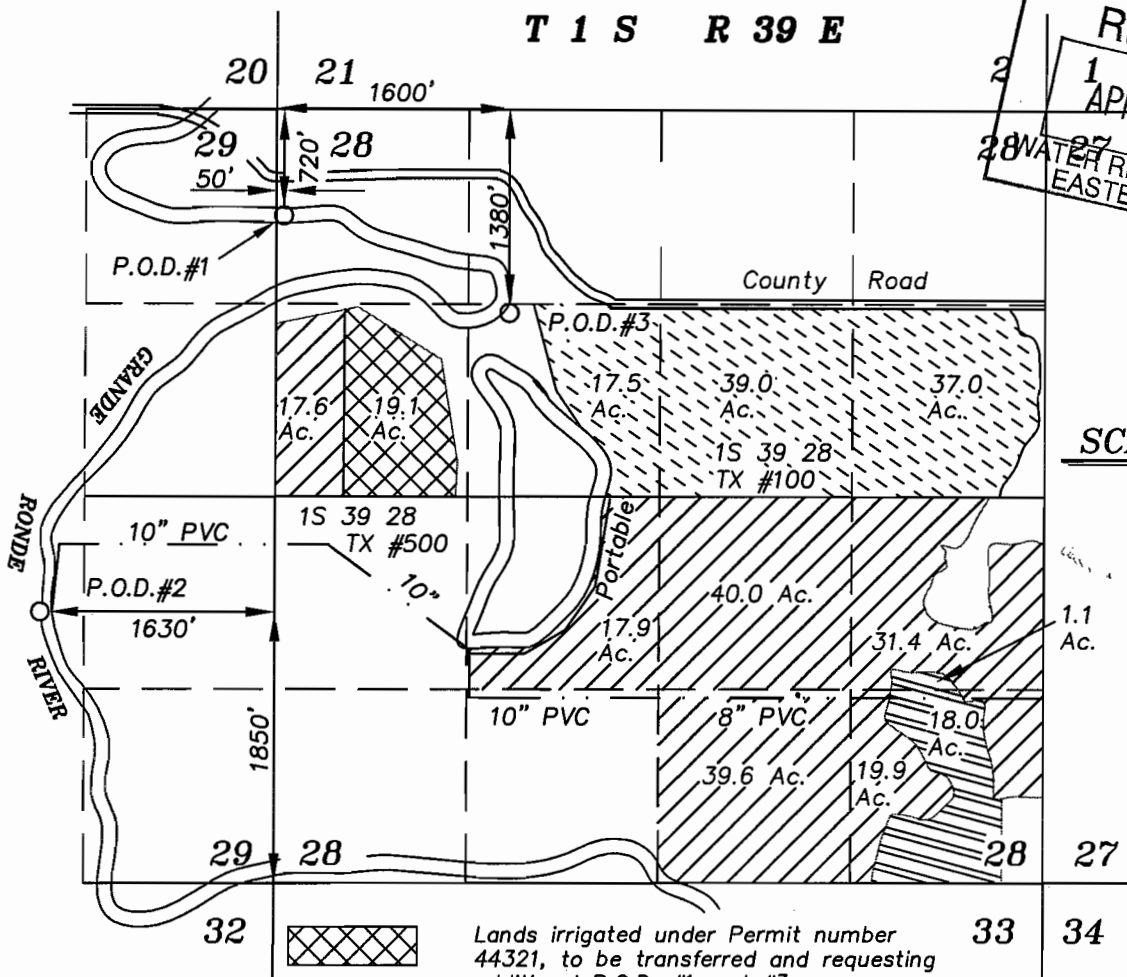 T 1 S R 39 E
20 21
1600'
2
1
29 28
28 27
50'
720'
1380'
P.O.D.#1
County Road
P.O.D.#3
GRANDE
RONDE
RIVER
17.6 Ac.
19.1 Ac.
17.5 Ac.
39.0 Ac.
37.0 Ac.
1S 39 28
TX #100
1S 39 28
TX #500
10" PVC
10"
Portable
P.O.D.#2
1630'
40.0 Ac.
17.9 Ac.
31.4 Ac.
1.1 Ac.
1850'
10" PVC
8" PVC
18.0 Ac.
39.6 Ac.
19.9 Ac.
29 28
28 27
32
33 34
Lands irrigated under Permit number
44321, to be transferred and requesting